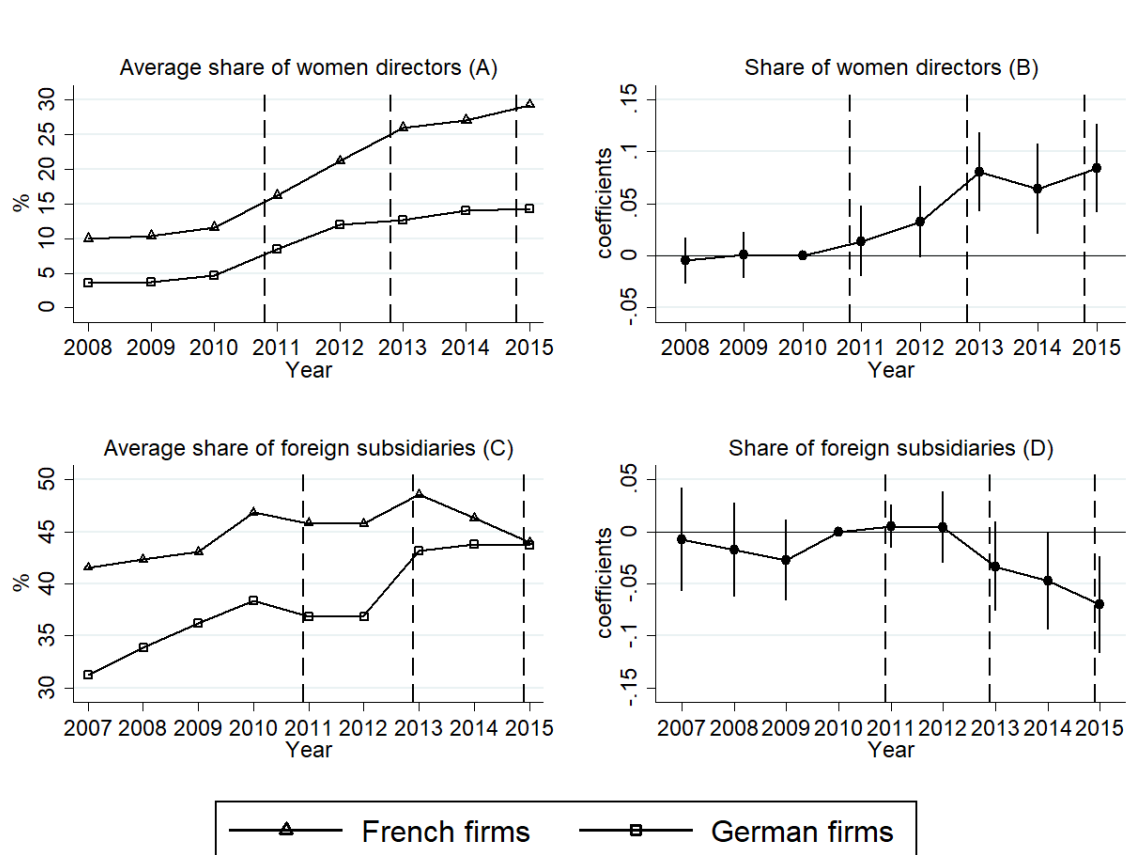 Average share of women directors (A)
%
30
25
20
15
10
5
0
2008 2009 2010 2011 2012 2013 2014 2015
Year
Share of women directors (B)
coefficients
.15
.1
.05
0
-.05
2008 2009 2010 2011 2012 2013 2014 2015
Year
Average share of foreign subsidiaries (C)
%
50
45
40
35
30
2007 2008 2009 2010 2011 2012 2013 2014 2015
Year
Share of foreign subsidiaries (D)
coefficients
.05
0
-.05
-.1
-.15
2007 2008 2009 2010 2011 2012 2013 2014 2015
Year
French firms German firms